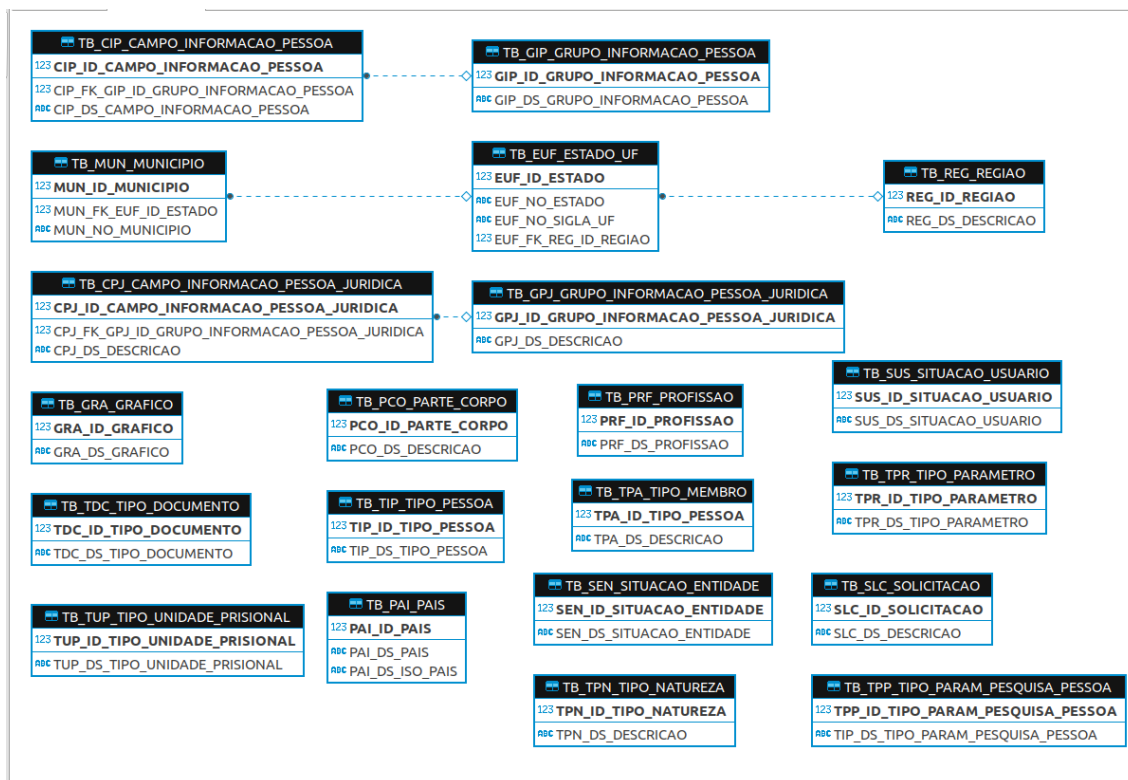 TB_CIP_CAMPO_INFORMACAO_PESSOA
123 CIP_ID_CAMPO_INFORMACAO_PESSOA
123 CIP_FK_GIP_ID_GRUPO_INFORMACAO_PESSOA
ABC CIP_DS_CAMPO_INFORMACAO_PESSOA
TB_GIP_GRUPO_INFORMACAO_PESSOA
123 GIP_ID_GRUPO_INFORMACAO_PESSOA
ABC GIP_DS_GRUPO_INFORMACAO_PESSOA
TB_MUN_MUNICIPIO
123 MUN_ID_MUNICIPIO
123 MUN_FK_EUF_ID_ESTADO
ABC MUN_NO_MUNICIPIO
TB_EUF_ESTADO_UF
123 EUF_ID_ESTADO
ABC EUF_NO_ESTADO
ABC EUF_NO_SIGLA_UF
123 EUF_FK_REG_ID_REGIAO
TB_REG_REGIAO
123 REG_ID_REGIAO
ABC REG_DS_DESCRICAO
TB_CPJ_CAMPO_INFORMACAO_PESSOA_JURIDICA
123 CPJ_ID_CAMPO_INFORMACAO_PESSOA_JURIDICA
123 CPJ_FK_GPJ_ID_GRUPO_INFORMACAO_PESSOA_JURIDICA
ABC CPJ_DS_DESCRICAO
TB_GPJ_GRUPO_INFORMACAO_PESSOA_JURIDICA
123 GPJ_ID_GRUPO_INFORMACAO_PESSOA_JURIDICA
ABC GPJ_DS_DESCRICAO
TB_GRA_GRAFICO
123 GRA_ID_GRAFICO
ABC GRA_DS_GRAFICO
TB_PCO_PARTE_CORPO
123 PCO_ID_PARTE_CORPO
ABC PCO_DS_DESCRICAO
TB_PRF_PROFISSAO
123 PRF_ID_PROFISSAO
ABC PRF_DS_PROFISSAO
TB_SUS_SITUACAO_USUARIO
123 SUS_ID_SITUACAO_USUARIO
ABC SUS_DS_SITUACAO_USUARIO
TB_TDC_TIPO_DOCUMENTO
123 TDC_ID_TIPO_DOCUMENTO
ABC TDC_DS_TIPO_DOCUMENTO
TB_TIP_TIPO_PESSOA
123 TIP_ID_TIPO_PESSOA
ABC TIP_DS_TIPO_PESSOA
TB_TPA_TIPO_MEMBRO
123 TPA_ID_TIPO_PESSOA
ABC TPA_DS_DESCRICAO
TB_TPR_TIPO_PARAMETRO
123 TPR_ID_TIPO_PARAMETRO
ABC TPR_DS_TIPO_PARAMETRO
TB_TUP_TIPO_UNIDADE_PRISIONAL
123 TUP_ID_TIPO_UNIDADE_PRISIONAL
ABC TUP_DS_TIPO_UNIDADE_PRISIONAL
TB_PAI_PAIS
123 PAI_ID_PAIS
ABC PAI_DS_PAIS
ABC PAI_DS_ISO_PAIS
TB_SEN_SITUACAO_ENTIDADE
123 SEN_ID_SITUACAO_ENTIDADE
ABC SEN_DS_SITUACAO_ENTIDADE
TB_SLC_SOLICITACAO
123 SLC_ID_SOLICITACAO
ABC SLC_DS_DESCRICAO
TB_TPN_TIPO_NATUREZA
123 TPN_ID_TIPO_NATUREZA
ABC TPN_DS_DESCRICAO
TB_TPP_TIPO_PARAM_PESQUISA_PESSOA
123 TPP_ID_TIPO_PARAM_PESQUISA_PESSOA
ABC TIP_DS_TIPO_PARAM_PESQUISA_PESSOA